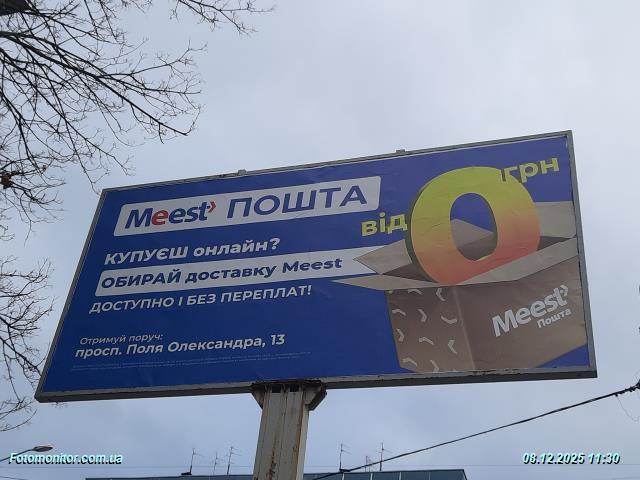 Meest ПОШТА
від 0 грн
КУПУЄШ онлайн?
ОБИРАЙ доставку Meest
ДОСТУПНО І БЕЗ ПЕРЕПЛАТ!
Отримуй поруч:
просп. Поля Олександра, 13
Meest
Пошта
Fotomonitor.com.ua
08.12.2025 11:30